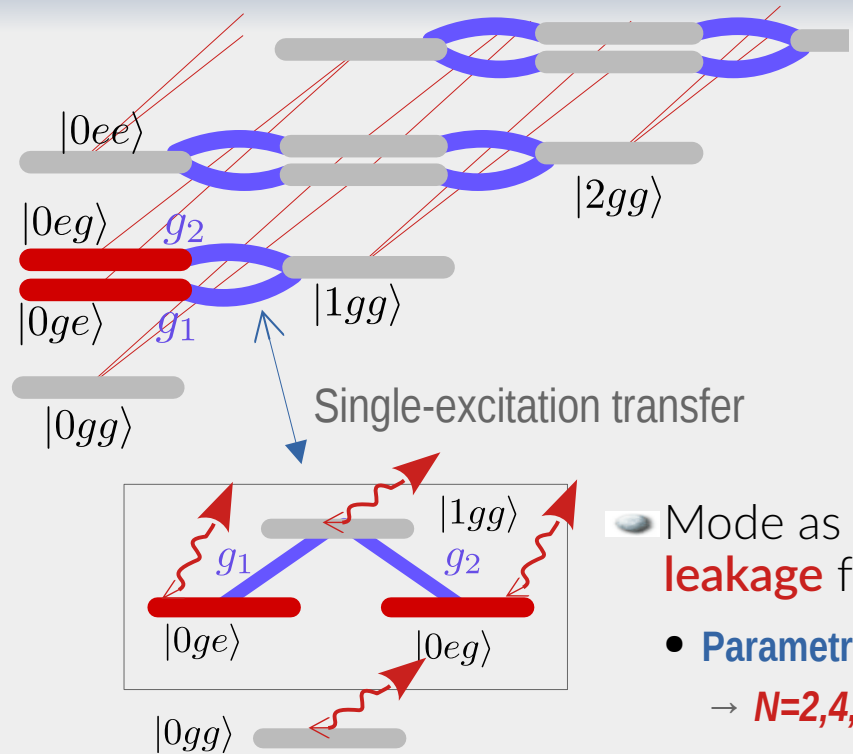 |0ee⟩
|2gg⟩
|0eg⟩ g₂
|1gg⟩
|0ge⟩ g₁
|0gg⟩
Single-excitation transfer
|1gg⟩
g₁ g₂
|0ge⟩ |0eg⟩
|0gg⟩
Mode as
leakage f
• Parametr
→ N=2,4,